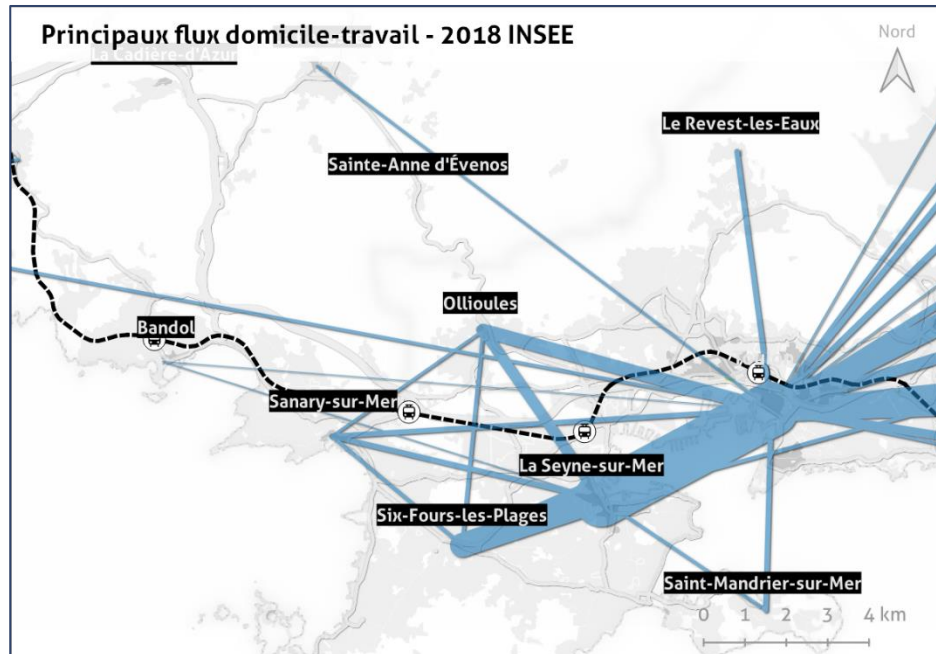 Principaux flux domicile-travail - 2018 INSEE
Nord
La Cadière-d'Azur
Le Revest-les-Eaux
Sainte-Anne d'Évenos
Ollioules
Bandol
Sanary-sur-Mer
La Seyne-sur-Mer
Six-Fours-les-Plages
Saint-Mandrier-sur-Mer
0 1 2 3 4 km